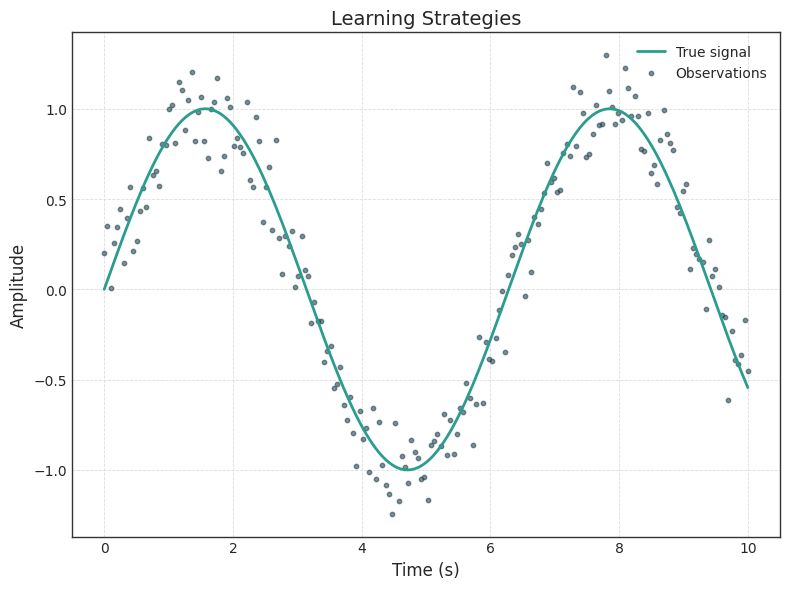 Learning Strategies
True signal
Observations
Amplitude
1.0
0.5
0.0
−0.5
−1.0
0 2 4 6 8 10
Time (s)